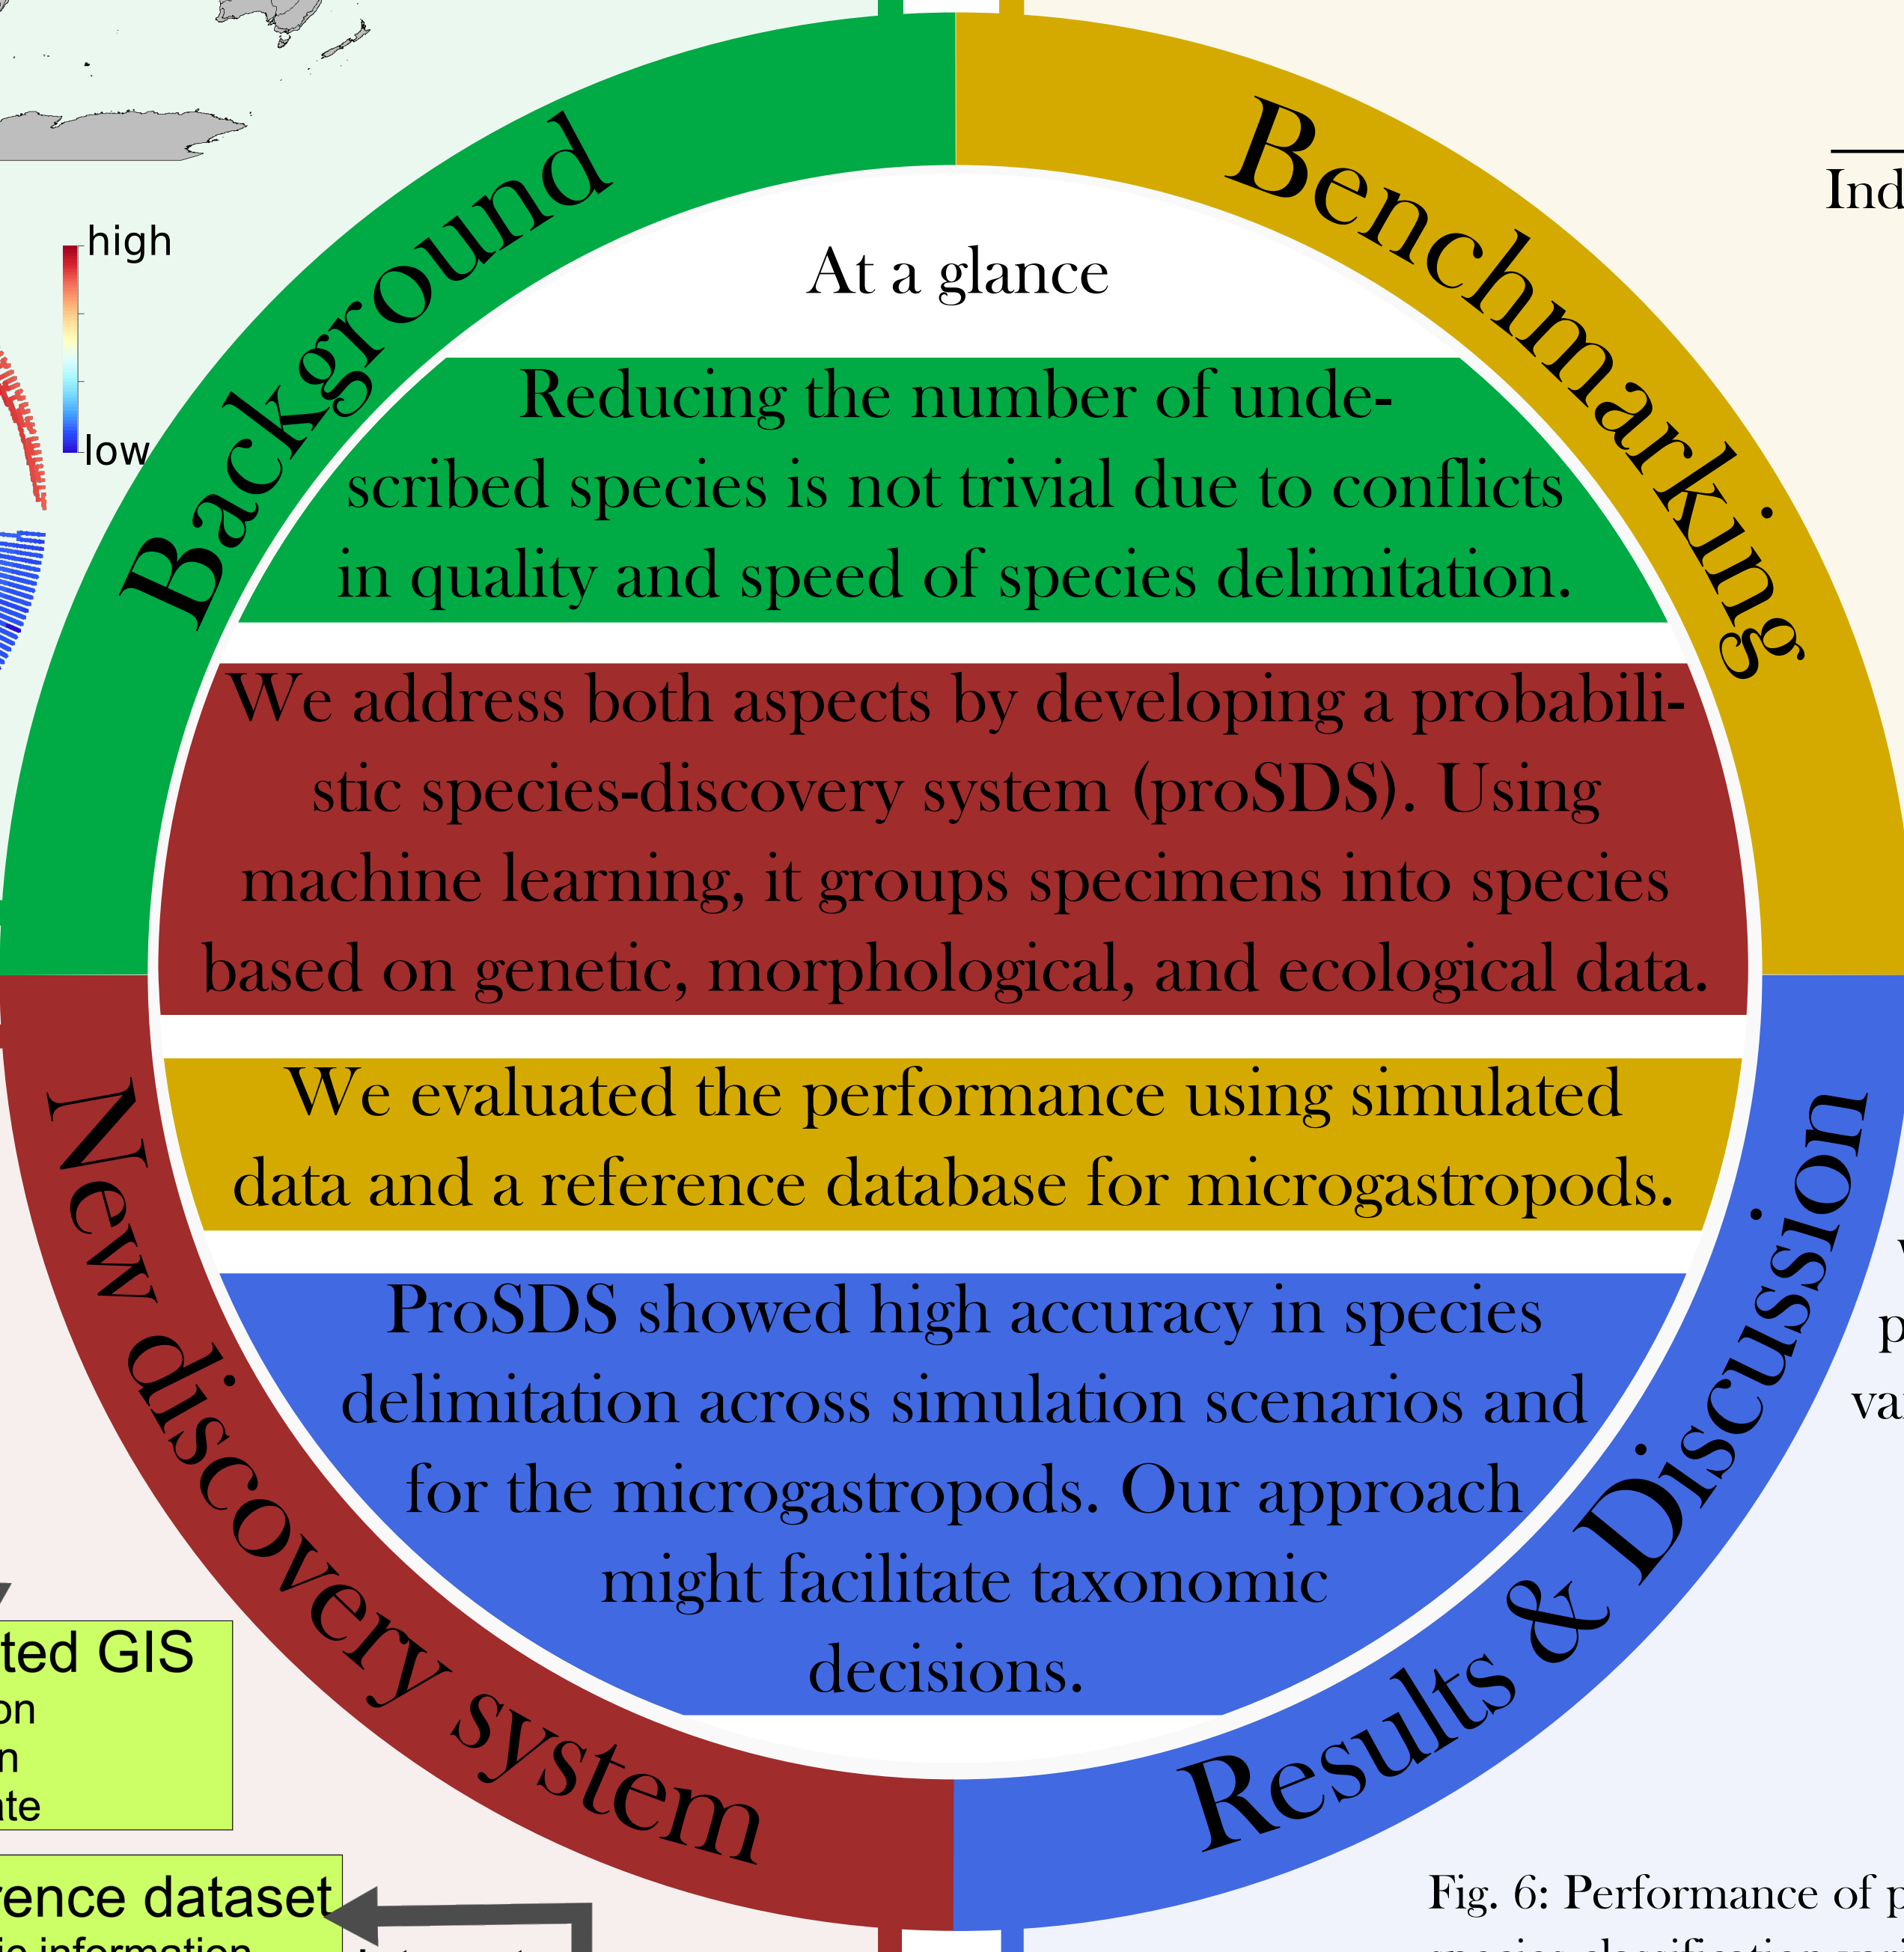 Background
Benchmarking
Ind
high
low
At a glance
Reducing the number of unde-
scribed species is not trivial due to conflicts
in quality and speed of species delimitation.
We address both aspects by developing a probabili-
stic species-discovery system (proSDS). Using
machine learning, it groups specimens into species
based on genetic, morphological, and ecological data.
We evaluated the performance using simulated
data and a reference database for microgastropods.
ProSDS showed high accuracy in species
delimitation across simulation scenarios and
for the microgastropods. Our approach
might facilitate taxonomic
decisions.
New discovery system
Results & Discussion
p
va
ted GIS
on
n
ate
rence dataset
ic information
Fig. 6: Performance of p